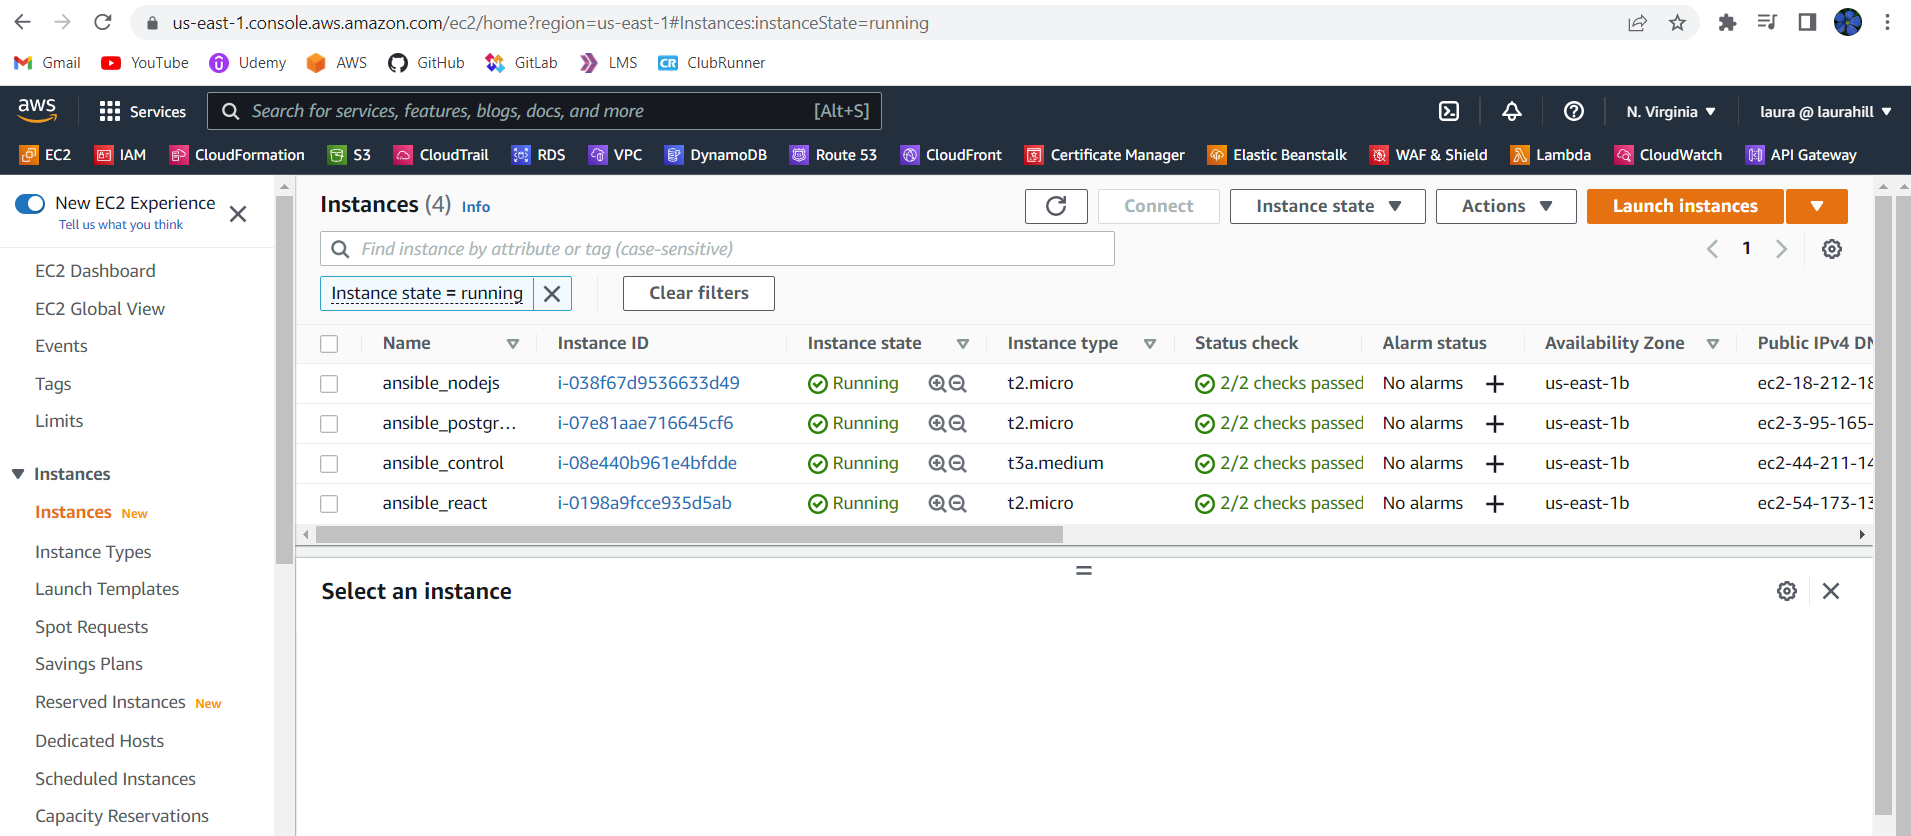 us-east-1.console.aws.amazon.com/ec2/home?region=us-east-1#Instances:instanceState=running
Gmail YouTube Udemy AWS GitHub GitLab LMS CR ClubRunner
aws Services Search for services, features, blogs, docs, and more [Alt+S] N. Virginia laura @ laurahill
EC2 IAM CloudFormation S3 CloudTrail RDS VPC DynamoDB Route 53 CloudFront Certificate Manager Elastic Beanstalk WAF & Shield Lambda CloudWatch API Gateway
New EC2 Experience
Tell us what you think
EC2 Dashboard
EC2 Global View
Events
Tags
Limits
Instances
Instances New
Instance Types
Launch Templates
Spot Requests
Savings Plans
Reserved Instances New
Dedicated Hosts
Scheduled Instances
Capacity Reservations
Instances (4) Info Connect Instance state Actions Launch instances
Find instance by attribute or tag (case-sensitive) 1
Instance state = running Clear filters
Name Instance ID Instance state Instance type Status check Alarm status Availability Zone Public IPv4 DN
ansible_nodejs i-038f67d9536633d49 Running t2.micro 2/2 checks passed No alarms us-east-1b ec2-18-212-18
ansible_postgr... i-07e81aae716645cf6 Running t2.micro 2/2 checks passed No alarms us-east-1b ec2-3-95-165-
ansible_control i-08e440b961e4bfdde Running t3a.medium 2/2 checks passed No alarms us-east-1b ec2-44-211-14
ansible_react i-0198a9fcce935d5ab Running t2.micro 2/2 checks passed No alarms us-east-1b ec2-54-173-13
Select an instance